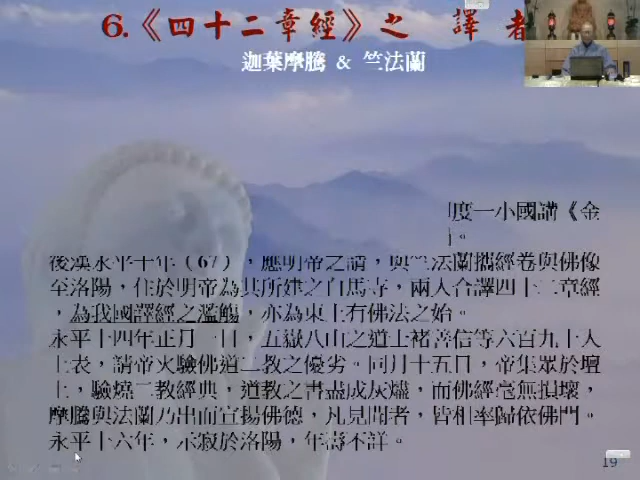 6.《四十二章經》之 譯 者
迦葉摩騰 & 竺法蘭
度一小國講《金
」。
後漢永平十年（67），應明帝之請，與竺法蘭攜經卷與佛像
至洛陽，住於明帝為其所建之白馬寺，兩人合譯四十二章經
，為我國譯經之濫觴，亦為東土有佛法之始。
永平十四年正月一日，五嶽八山之道士褚善信等六百九十人
上表，請帝火驗佛道二教之優劣。同月十五日，帝集眾於壇
上，驗燒二教經典，道教之書盡成灰燼，而佛經毫無損壞，
摩騰與法蘭乃出而宣揚佛德，凡見聞者，皆相率歸依佛門。
永平十六年，示寂於洛陽，年壽不詳。
19